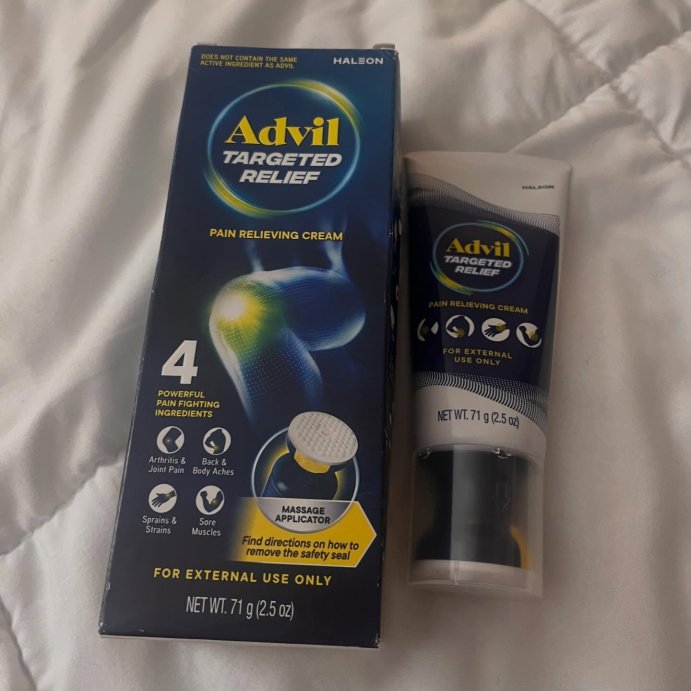 DOES NOT CONTAIN THE SAME
ACTIVE INGREDIENT AS ADVIL
HALEON
Advil
TARGETED
RELIEF
PAIN RELIEVING CREAM
4
POWERFUL
PAIN FIGHTING
INGREDIENTS
Arthritis &
Joint Pain
Back &
Body Aches
Sprains &
Strains
Sore
Muscles
MASSAGE
APPLICATOR
Find directions on how to
remove the safety seal
FOR EXTERNAL USE ONLY
NET WT. 71 g (2.5 oz)
HALEON
Advil
TARGETED
RELIEF
PAIN RELIEVING CREAM
FOR EXTERNAL
USE ONLY
NET WT. 71 g (2.5 oz)